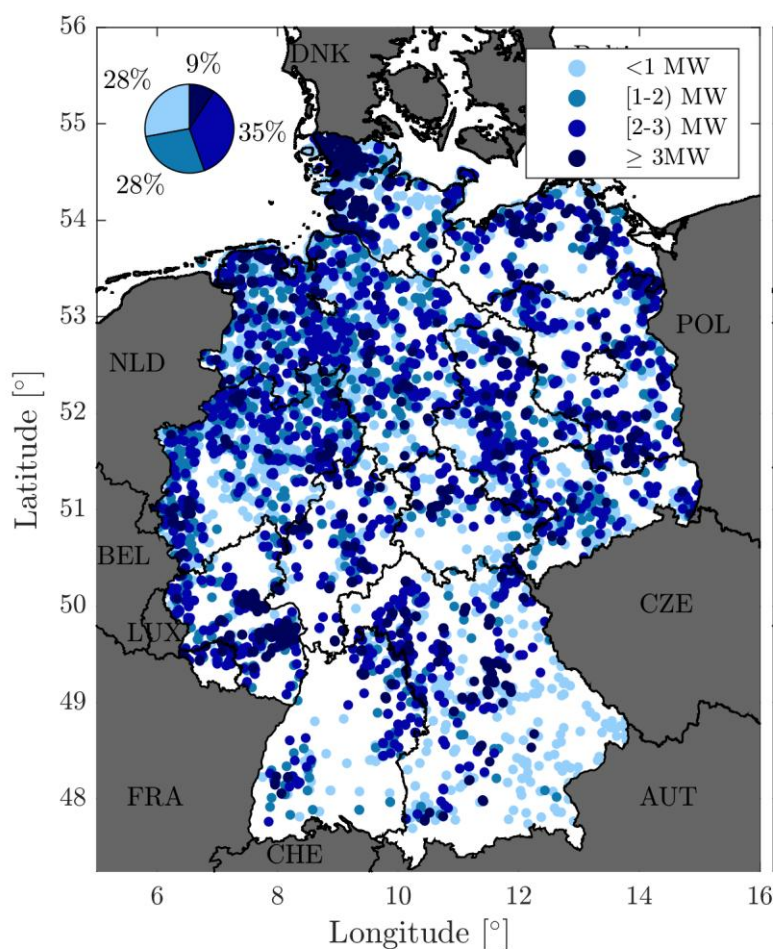 56
55
54
53
52
51
50
49
48
Latitude [°]
6
8
10
12
14
16
Longitude [°]
28%
9%
35%
28%
<1 MW
[1-2) MW
[2-3) MW
≥ 3MW
DNK
POL
NLD
BEL
LUX
CZE
FRA
AUT
CHE